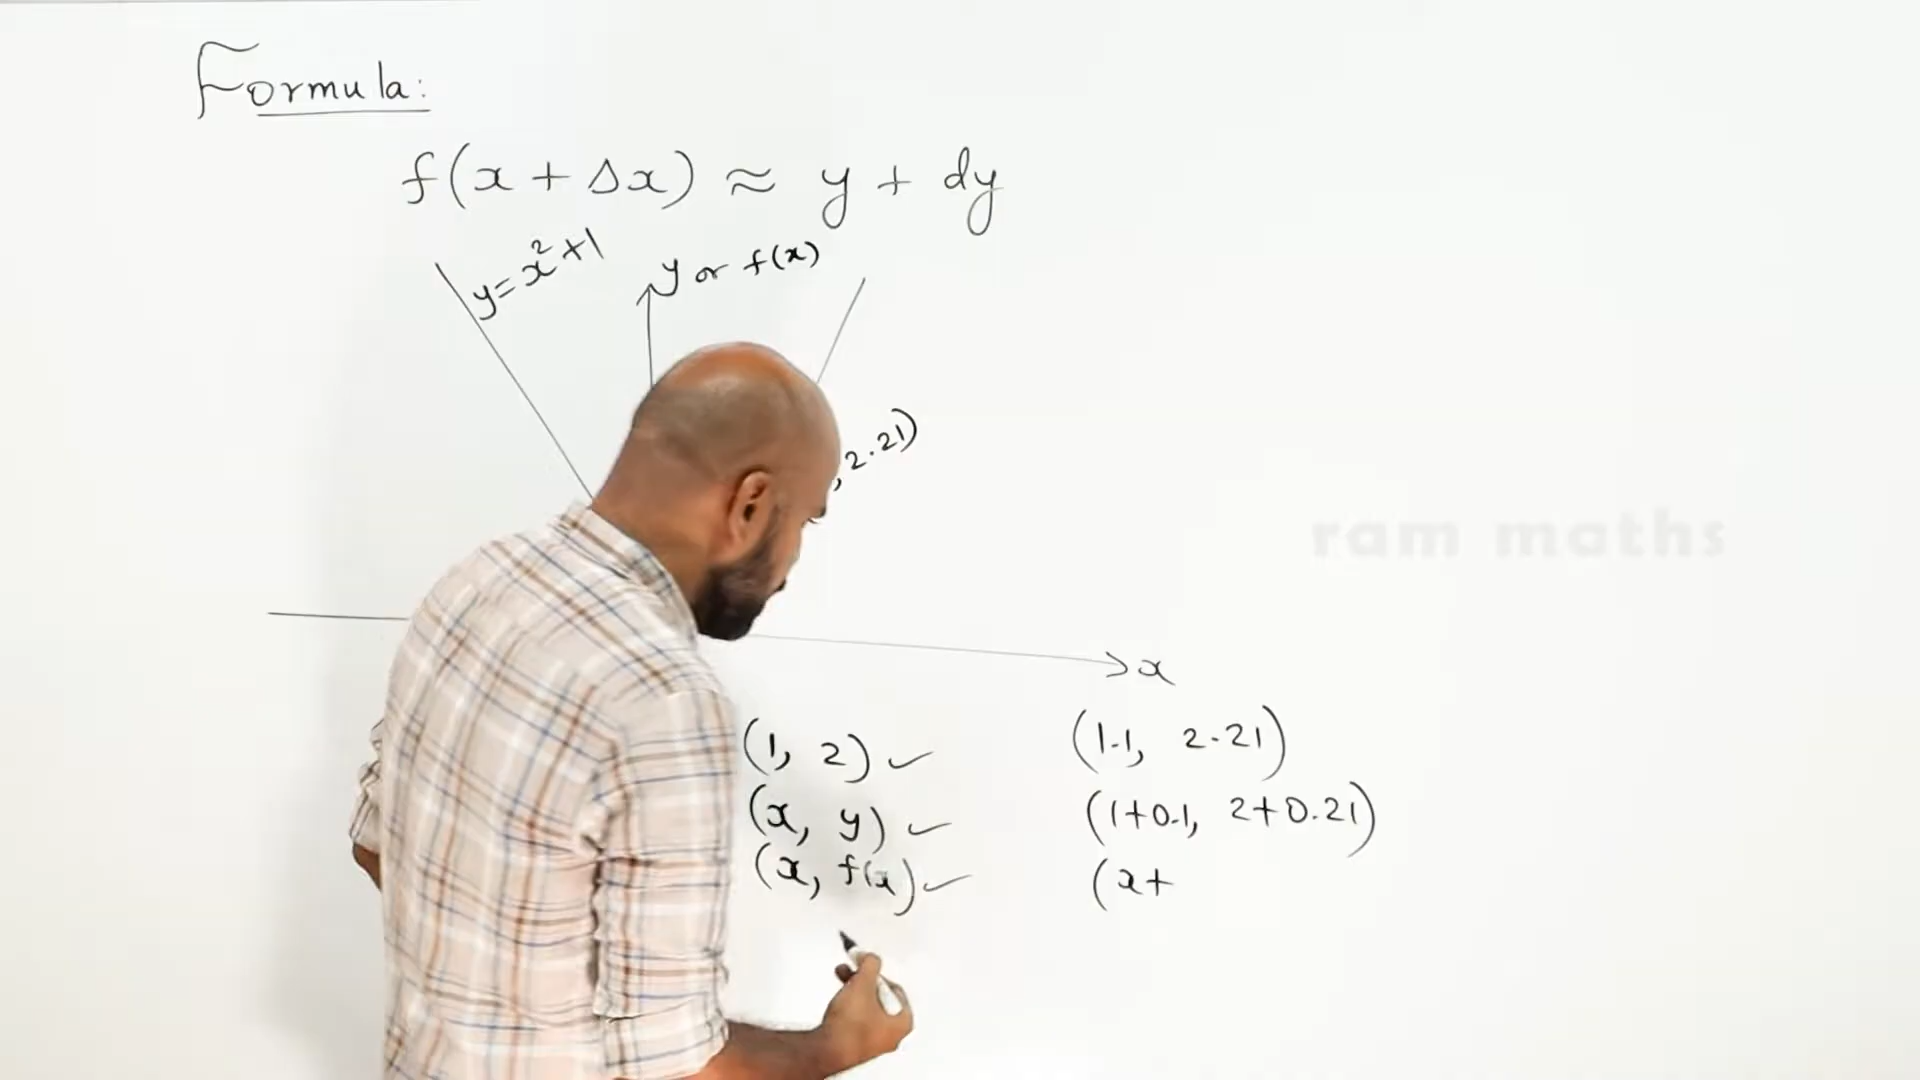 Formula:
f(x + Δx) ≈ y + dy
y = x² + 1
y or f(x)
, 2.21)
x
(1, 2) ✓
(1.1, 2.21)
(x, y) ✓
(1+0.1, 2+0.21)
(x, f(x) ✓
(x+
ram maths